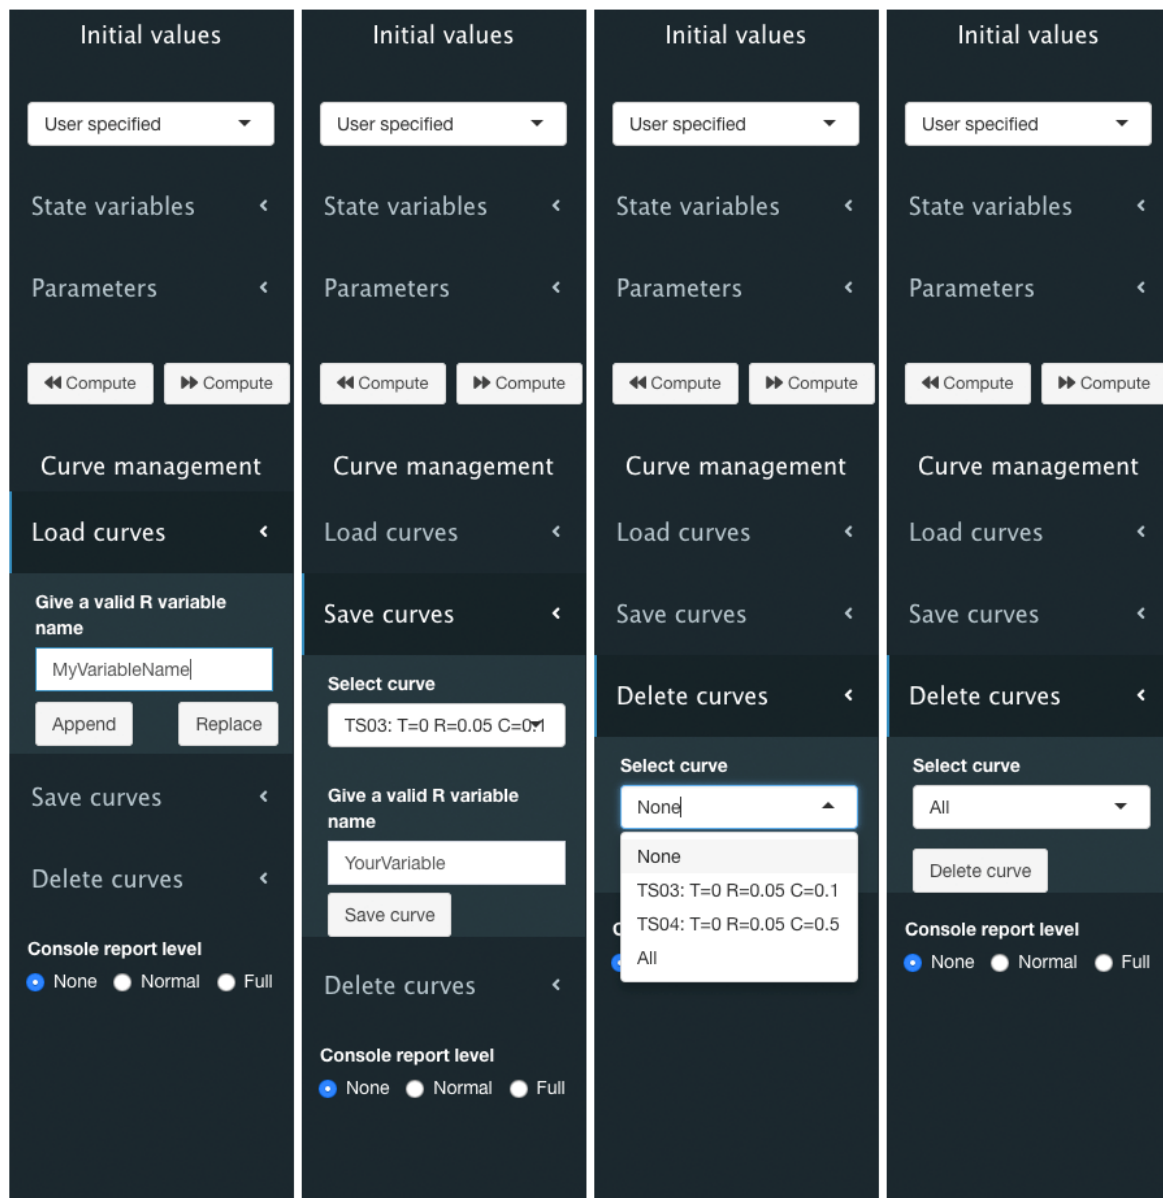 Initial values
User specified
State variables
Parameters
Compute
Compute
Curve management
Load curves
Give a valid R variable
name
MyVariableName
Append
Replace
Save curves
Delete curves
Console report level
None
Normal
Full
Initial values
User specified
State variables
Parameters
Compute
Compute
Curve management
Load curves
Save curves
Select curve
TS03: T=0 R=0.05 C=0.1
Give a valid R variable
name
YourVariable
Save curve
Delete curves
Console report level
None
Normal
Full
Initial values
User specified
State variables
Parameters
Compute
Compute
Curve management
Load curves
Save curves
Delete curves
Select curve
None
None
TS03: T=0 R=0.05 C=0.1
TS04: T=0 R=0.05 C=0.5
All
Initial values
User specified
State variables
Parameters
Compute
Compute
Curve management
Load curves
Save curves
Delete curves
Select curve
All
Delete curve
Console report level
None
Normal
Full